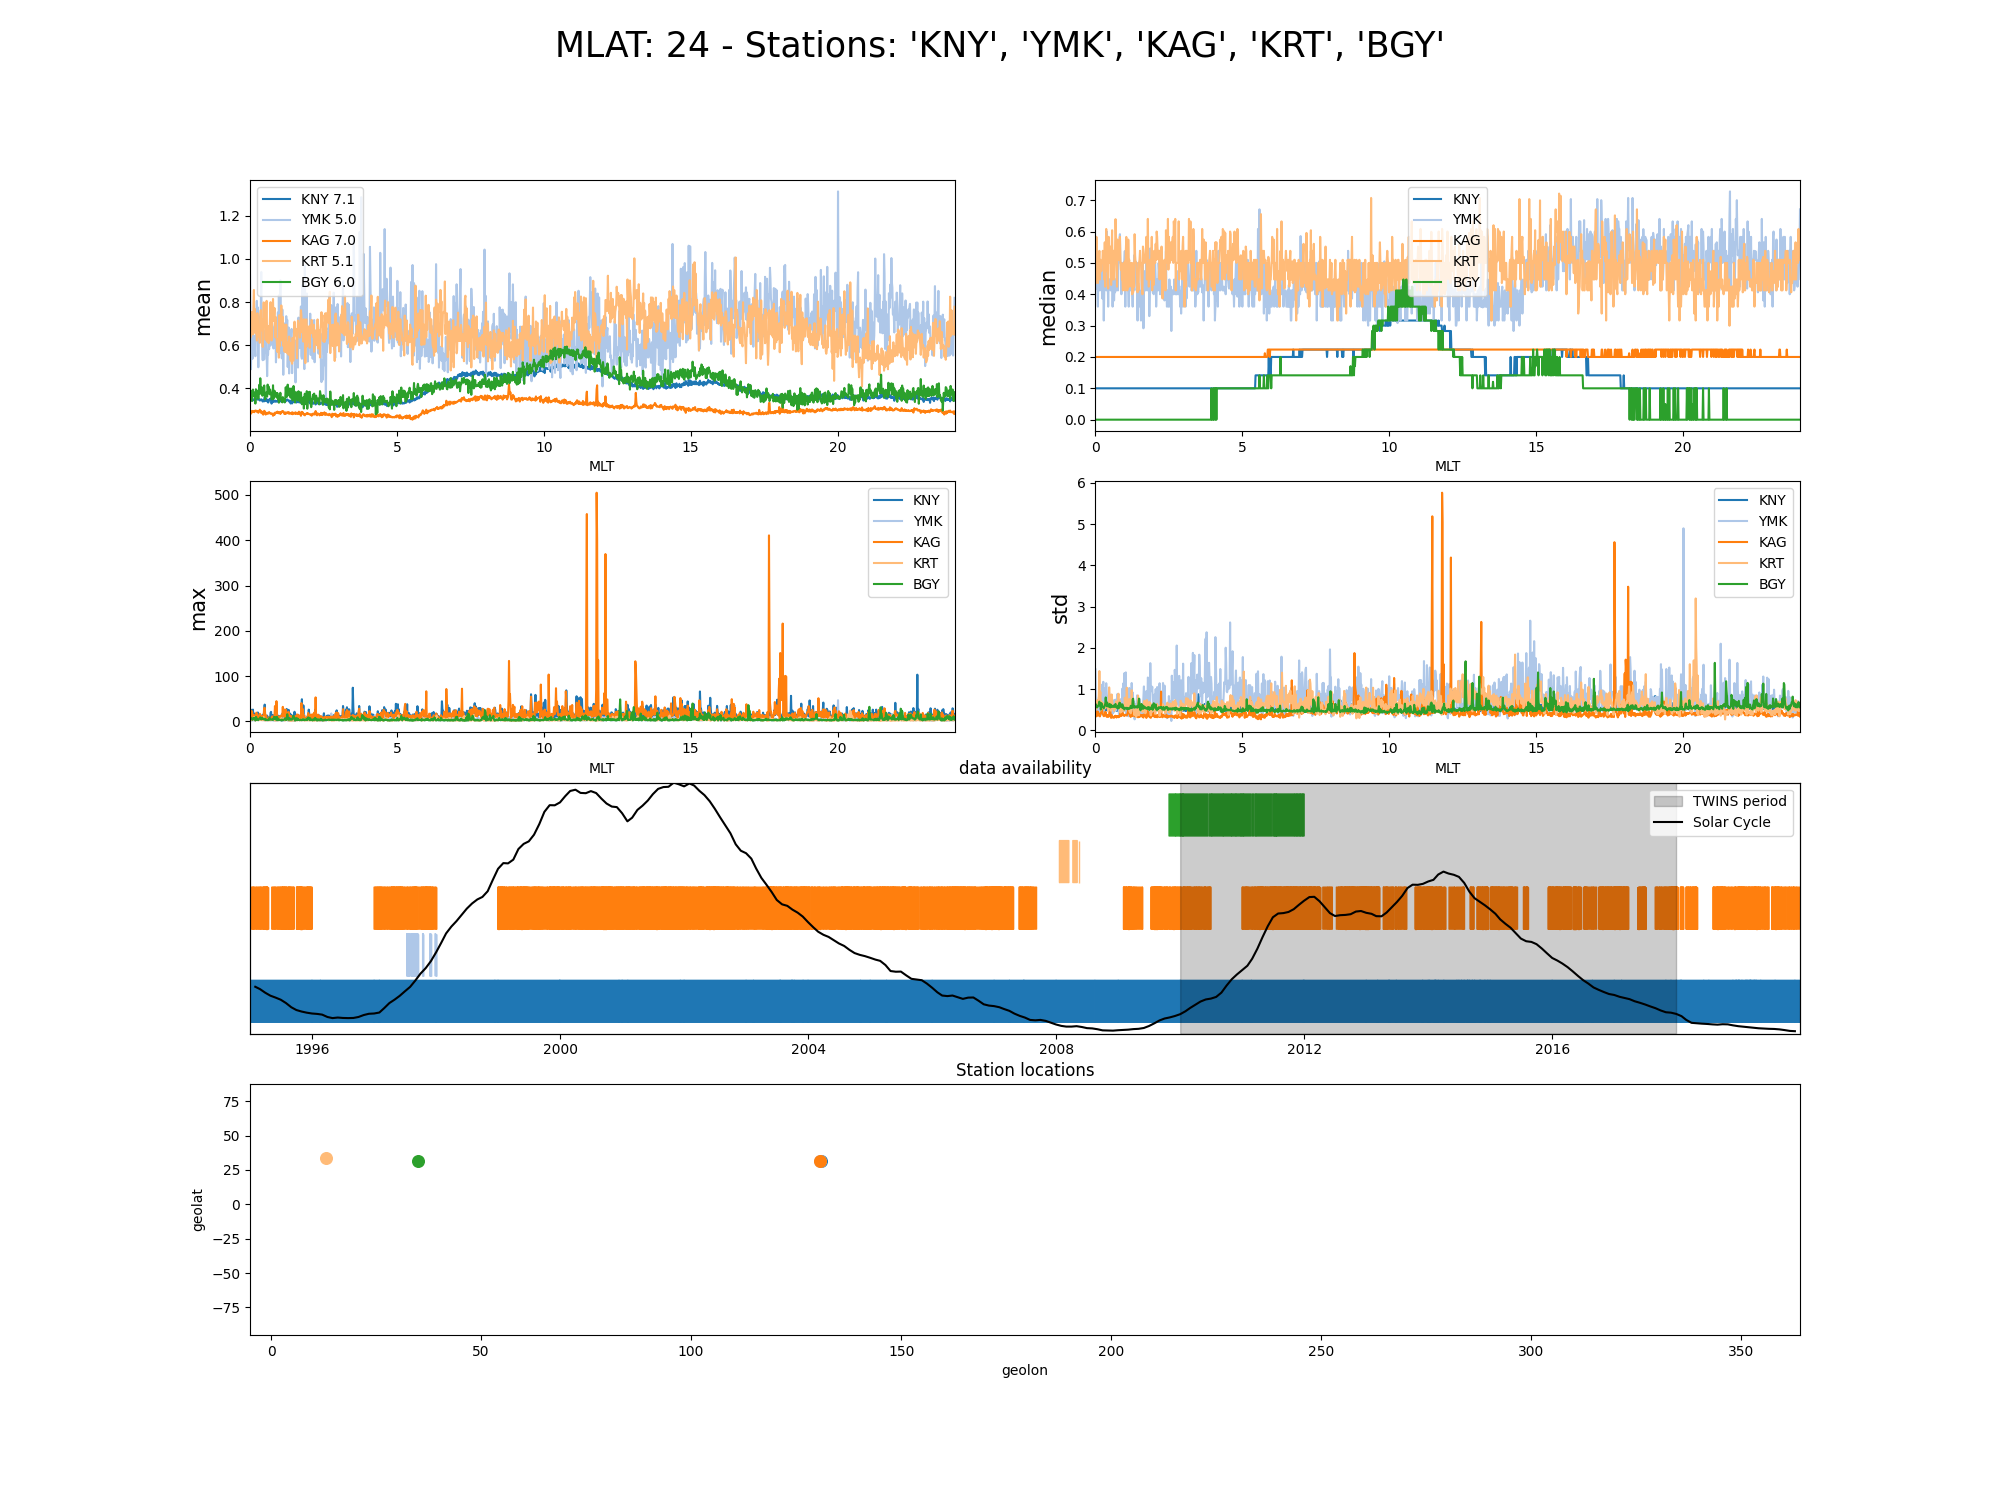 MLAT: 24 - Stations: 'KNY', 'YMK', 'KAG', 'KRT', 'BGY'
mean
1.2
1.0
0.8
0.6
0.4
KNY 7.1
YMK 5.0
KAG 7.0
KRT 5.1
BGY 6.0
0 5 10 15 20
MLT
median
0.7
0.6
0.5
0.4
0.3
0.2
0.1
0.0
KNY
YMK
KAG
KRT
BGY
0 5 10 15 20
MLT
max
500
400
300
200
100
0
KNY
YMK
KAG
KRT
BGY
0 5 10 15 20
MLT
std
6
5
4
3
2
1
0
KNY
YMK
KAG
KRT
BGY
0 5 10 15 20
MLT
data availability
TWINS period
Solar Cycle
1996 2000 2004 2008 2012 2016
Station locations
geolat
75
50
25
0
−25
−50
−75
0 50 100 150 200 250 300 350
geolon